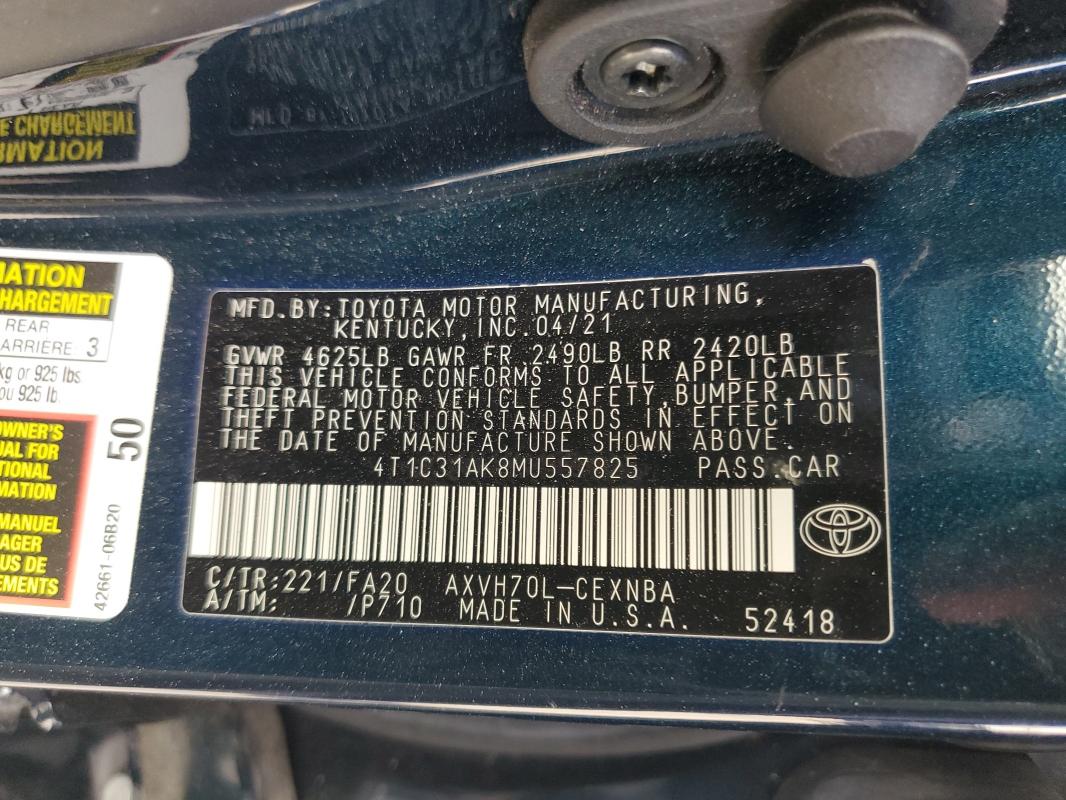 MATION
CHARGEMENT
REAR
ARRIÈRE 3
kg or 925 lbs.
ou 925 lb.
OWNER'S
UAL FOR
TIONAL
RMATION
MANUEL
AGER
US DE
EMENTS
50
42661-06B20
MFD.BY:TOYOTA MOTOR MANUFACTURING,
KENTUCKY,INC.04/21
GVWR 4625LB GAWR FR 2490LB RR 2420LB
THIS VEHICLE CONFORMS TO ALL APPLICABLE
FEDERAL MOTOR VEHICLE SAFETY,BUMPER,AND
THEFT PREVENTION STANDARDS IN EFFECT ON
THE DATE OF MANUFACTURE SHOWN ABOVE.
4T1C31AK8MU557825 PASS.CAR
C/TR:221/FA20 AXVH70L-CEXNBA
A/TM: /P710 MADE IN U.S.A. 52418